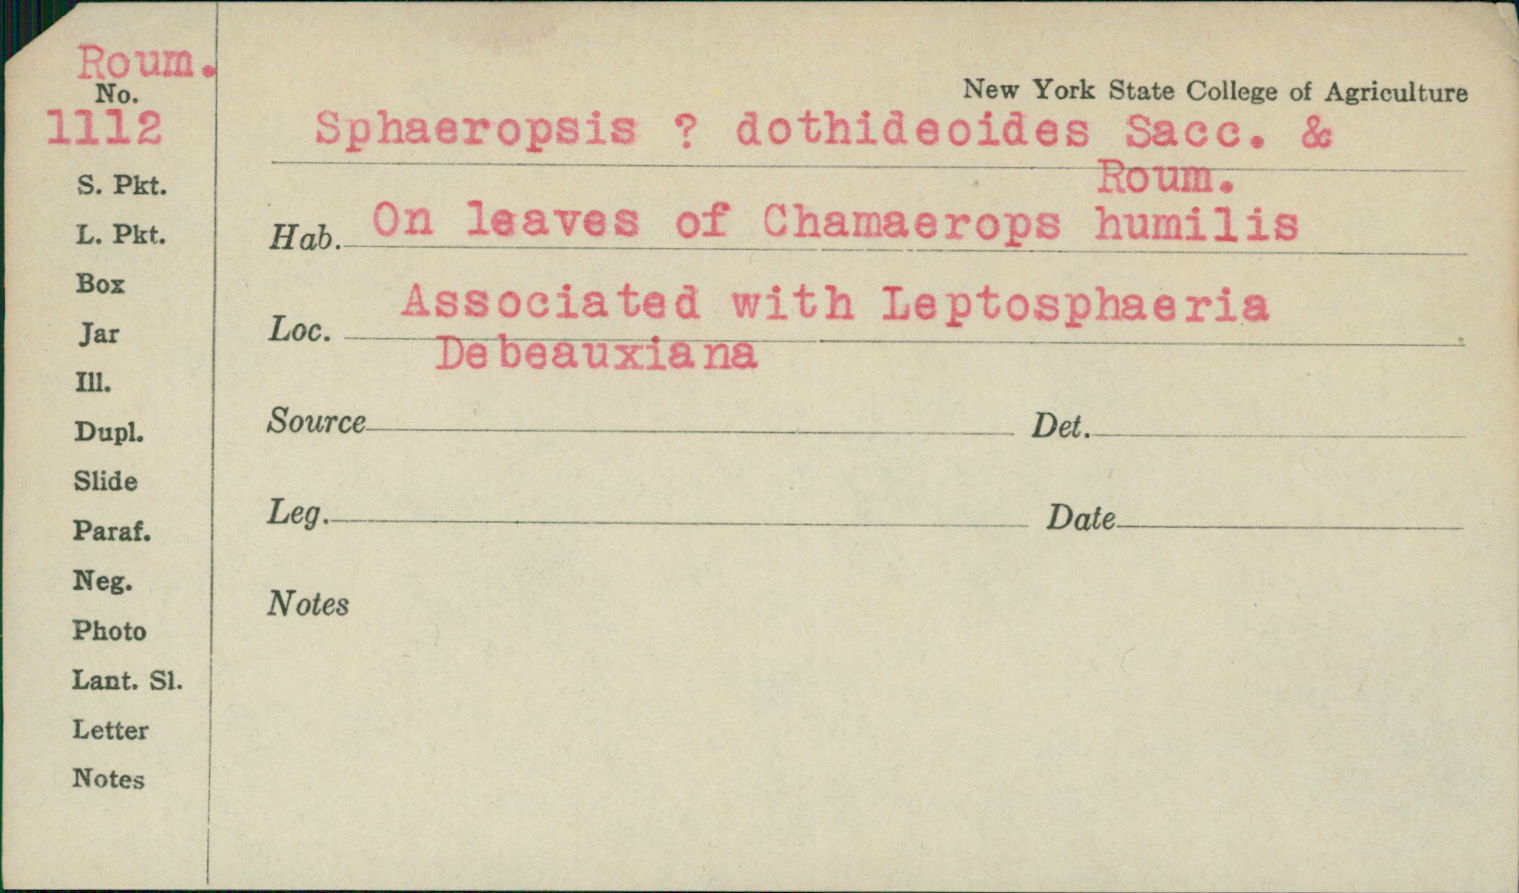 Roum.
No.
1112
S. Pkt.
L. Pkt.
Box
Jar
Ill.
Dupl.
Slide
Paraf.
Neg.
Photo
Lant. Sl.
Letter
Notes
New York State College of Agriculture
Sphaeropsis ? dothideoides Sacc. &
Roum.
Hab. On leaves of Chamaerops humilis
Associated with Leptosphaeria
Loc.
Debeauxiana
Source Det.
Leg. Date
Notes